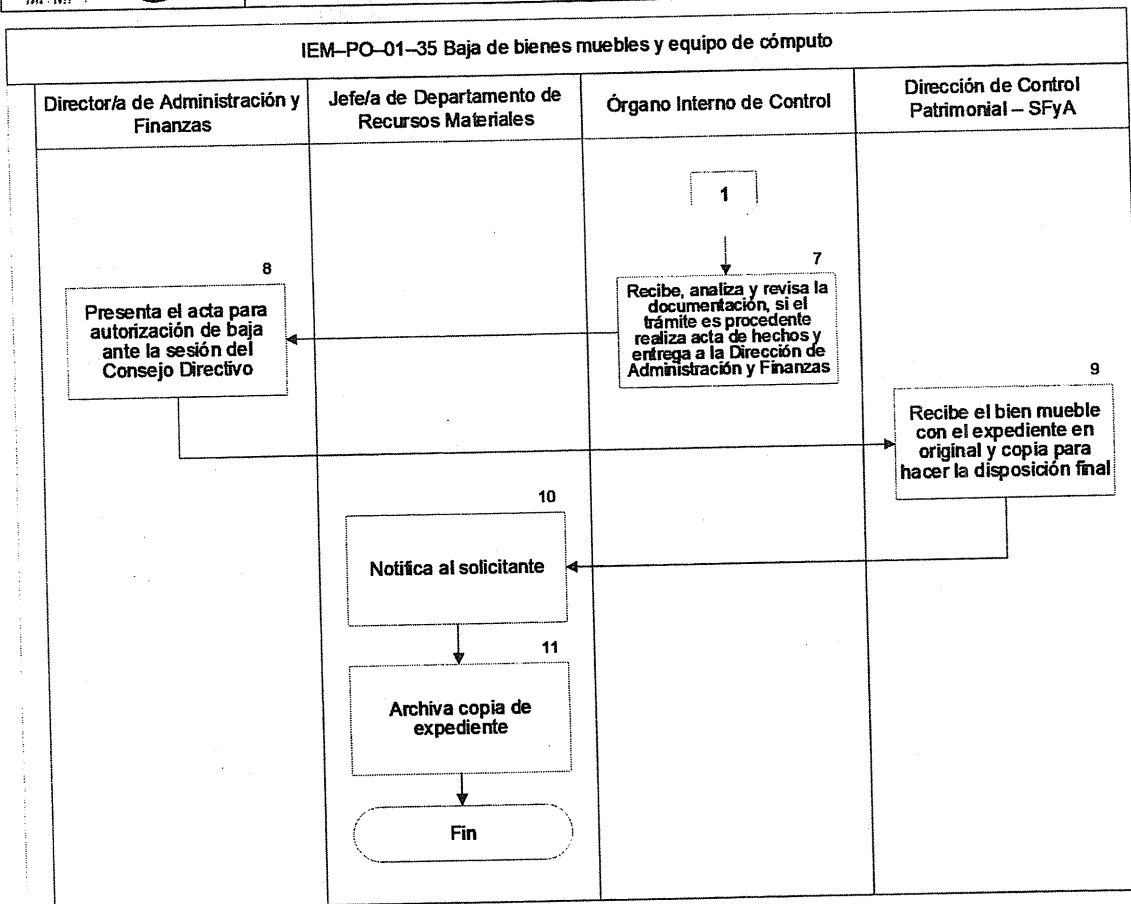 IEM–PO–01–35 Baja de bienes muebles y equipo de cómputo
Director/a de Administración y
Finanzas
Jefe/a de Departamento de
Recursos Materiales
Órgano Interno de Control
Dirección de Control
Patrimonial – SFyA
1
7
Recibe, analiza y revisa la
documentación, si el
trámite es procedente
realiza acta de hechos y
entrega a la Dirección de
Administración y Finanzas
8
Presenta el acta para
autorización de baja
ante la sesión del
Consejo Directivo
9
Recibe el bien mueble
con el expediente en
original y copia para
hacer la disposición final
10
Notifica al solicitante
11
Archiva copia de
expediente
Fin